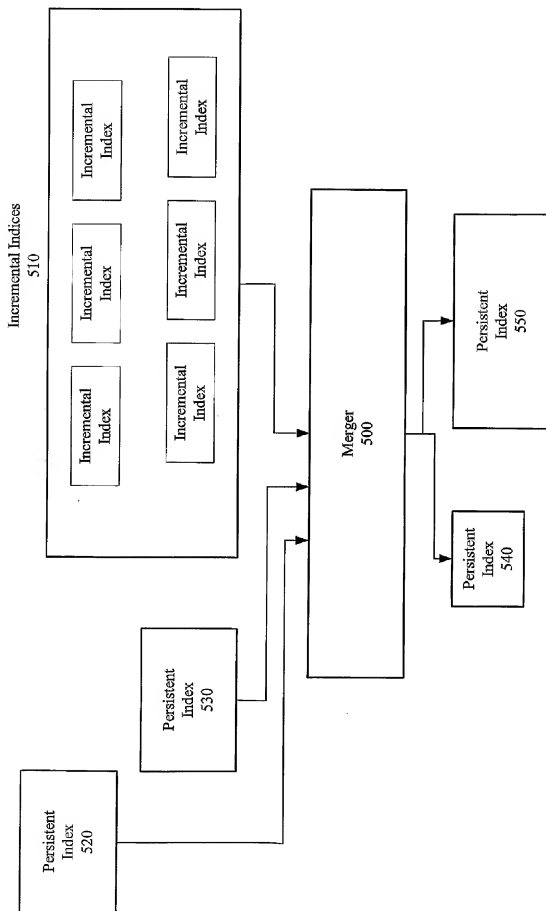 Incremental Indices
510
Persistent
Index
520
Persistent
Index
530
Incremental
Index
Incremental
Index
Incremental
Index
Incremental
Index
Incremental
Index
Incremental
Index
Merger
500
Persistent
Index
540
Persistent
Index
550